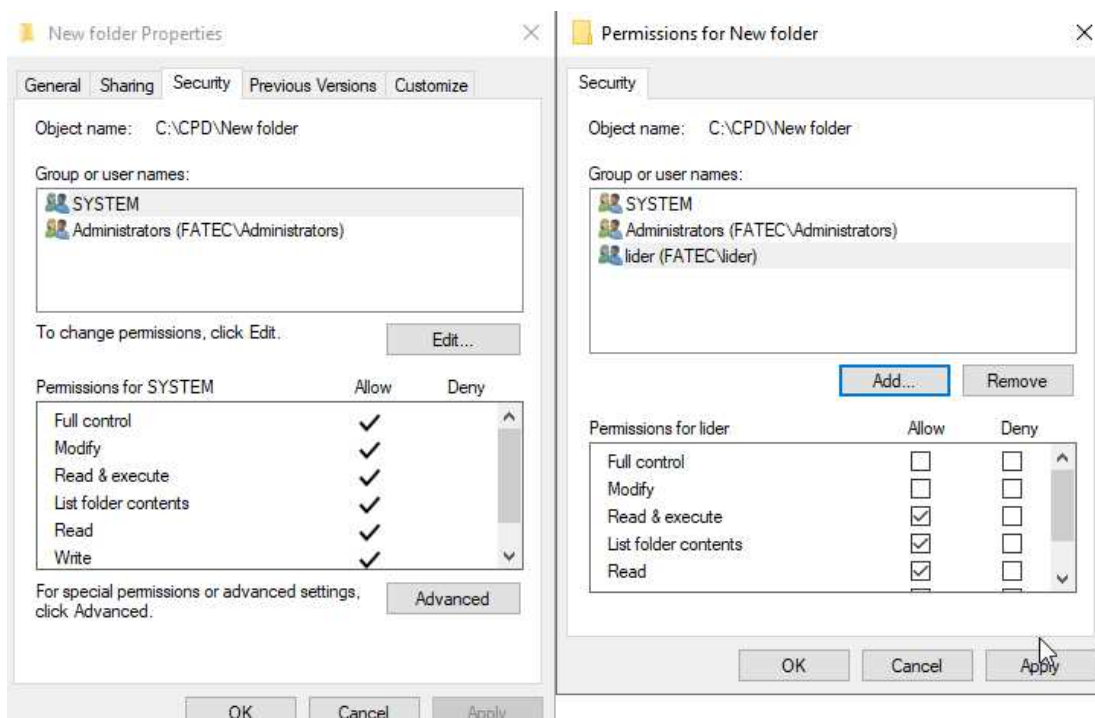 New folder Properties
General Sharing Security Previous Versions Customize
Object name: C:\CPD\New folder
Group or user names:
SYSTEM
Administrators (FATEC\Administrators)
To change permissions, click Edit.
Edit...
Permissions for SYSTEM Allow Deny
Full control
Modify
Read & execute
List folder contents
Read
Write
For special permissions or advanced settings,
click Advanced.
Advanced
OK Cancel Apply
Permissions for New folder
Security
Object name: C:\CPD\New folder
Group or user names:
SYSTEM
Administrators (FATEC\Administrators)
lider (FATEC\lider)
Add... Remove
Permissions for lider Allow Deny
Full control
Modify
Read & execute
List folder contents
Read
OK Cancel Apply